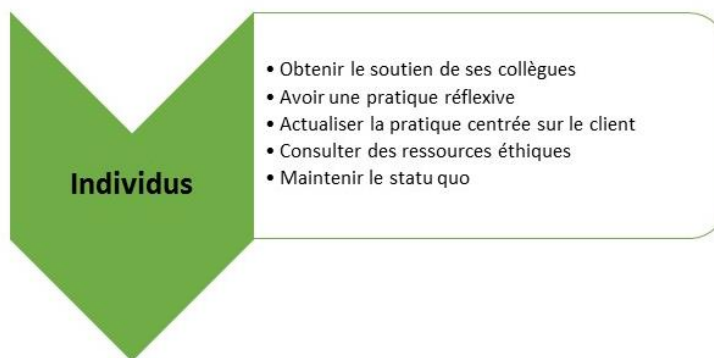 Individus
• Obtenir le soutien de ses collègues
• Avoir une pratique réflexive
• Actualiser la pratique centrée sur le client
• Consulter des ressources éthiques
• Maintenir le statu quo